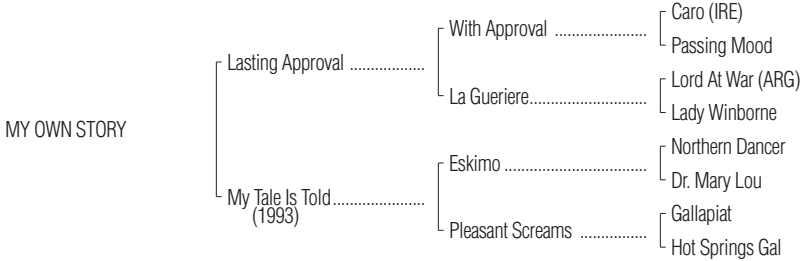 Caro (IRE)
With Approval ......................
Passing Mood
Lasting Approval ..................
Lord At War (ARG)
La Gueriere............................
Lady Winborne
MY OWN STORY
Northern Dancer
Eskimo ..................................
Dr. Mary Lou
My Tale Is Told......................
(1993)
Gallapiat
Pleasant Screams ................
Hot Springs Gal